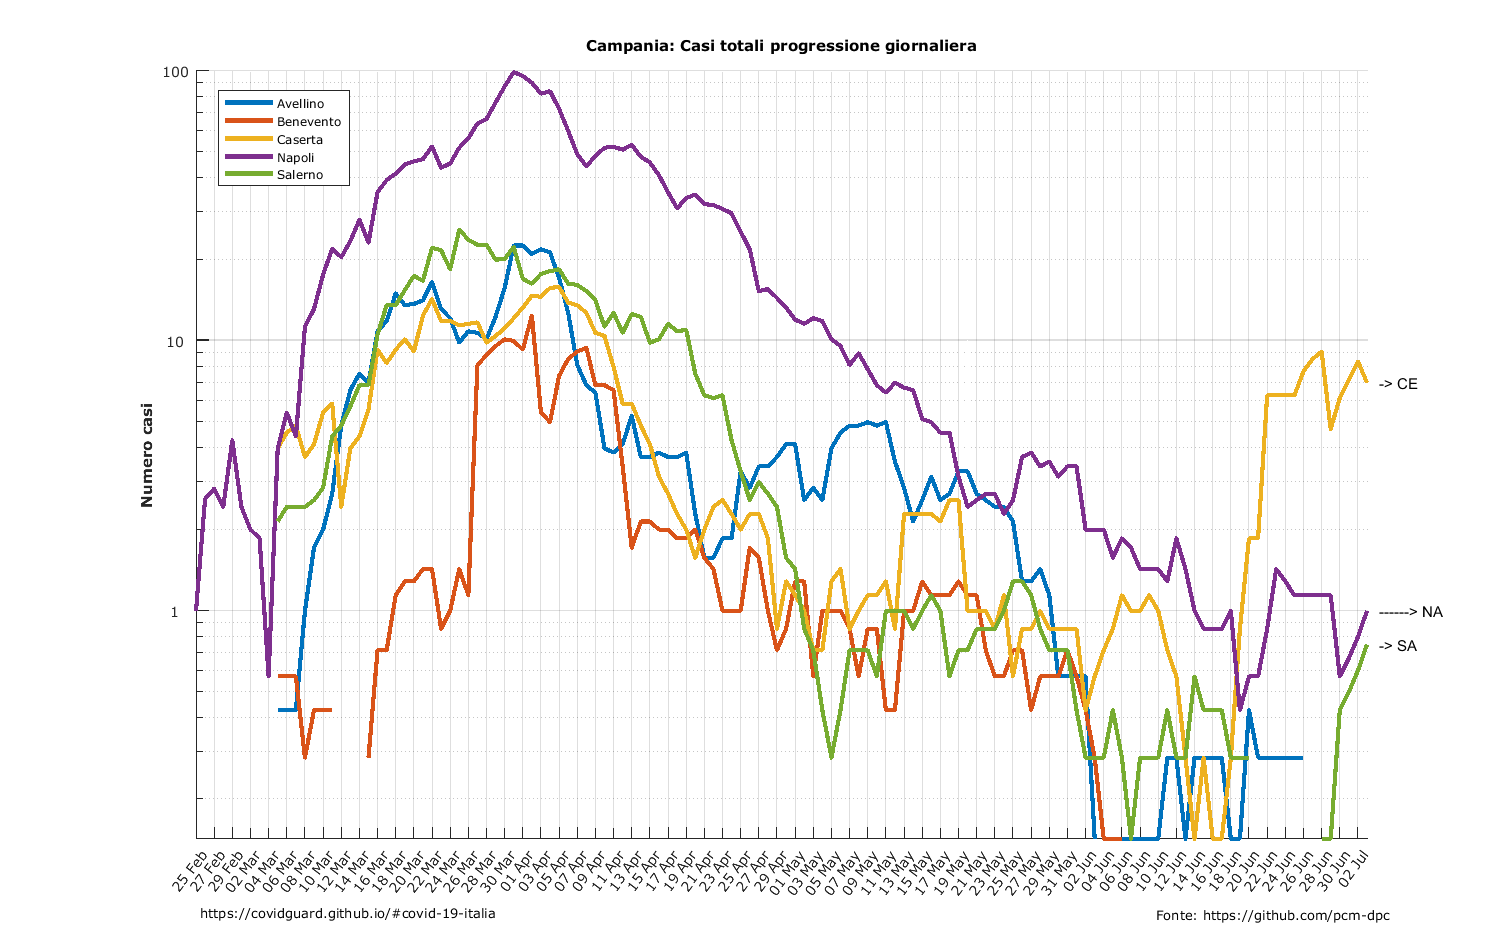 Campania: Casi totali progressione giornaliera
100
10
1
Numero casi
Avellino
Benevento
Caserta
Napoli
Salerno
-> CE
------> NA
-> SA
25 Feb
27 Feb
29 Feb
02 Mar
04 Mar
06 Mar
08 Mar
10 Mar
12 Mar
14 Mar
16 Mar
18 Mar
20 Mar
22 Mar
24 Mar
26 Mar
28 Mar
30 Mar
01 Apr
03 Apr
05 Apr
07 Apr
09 Apr
11 Apr
13 Apr
15 Apr
17 Apr
19 Apr
21 Apr
23 Apr
25 Apr
27 Apr
29 Apr
01 May
03 May
05 May
07 May
09 May
11 May
13 May
15 May
17 May
19 May
21 May
23 May
25 May
27 May
29 May
31 May
02 Jun
04 Jun
06 Jun
08 Jun
10 Jun
12 Jun
14 Jun
16 Jun
18 Jun
20 Jun
22 Jun
24 Jun
26 Jun
28 Jun
30 Jun
02 Jul
https://covidguard.github.io/#covid-19-italia
Fonte: https://github.com/pcm-dpc